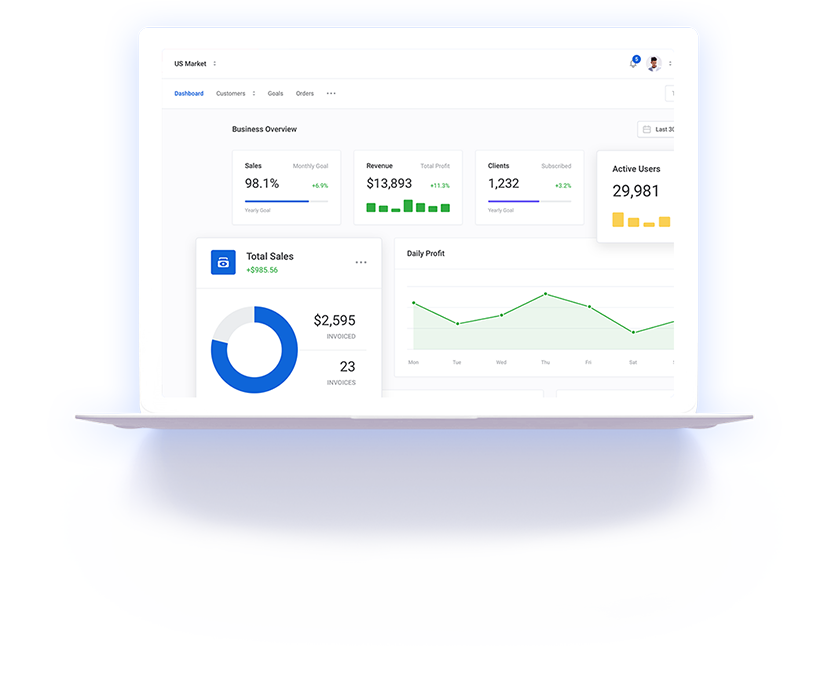 US Market
5
Dashboard Customers Goals Orders
Business Overview
Last 30
Sales Monthly Goal
98.1% +6.9%
Yearly Goal
Revenue Total Profit
$13,893 +11.3%
Clients Subscribed
1,232 +3.2%
Yearly Goal
Active Users
29,981
Total Sales
+$985.56
$2,595
INVOICED
23
INVOICES
Daily Profit
Mon Tue Wed Thu Fri Sat